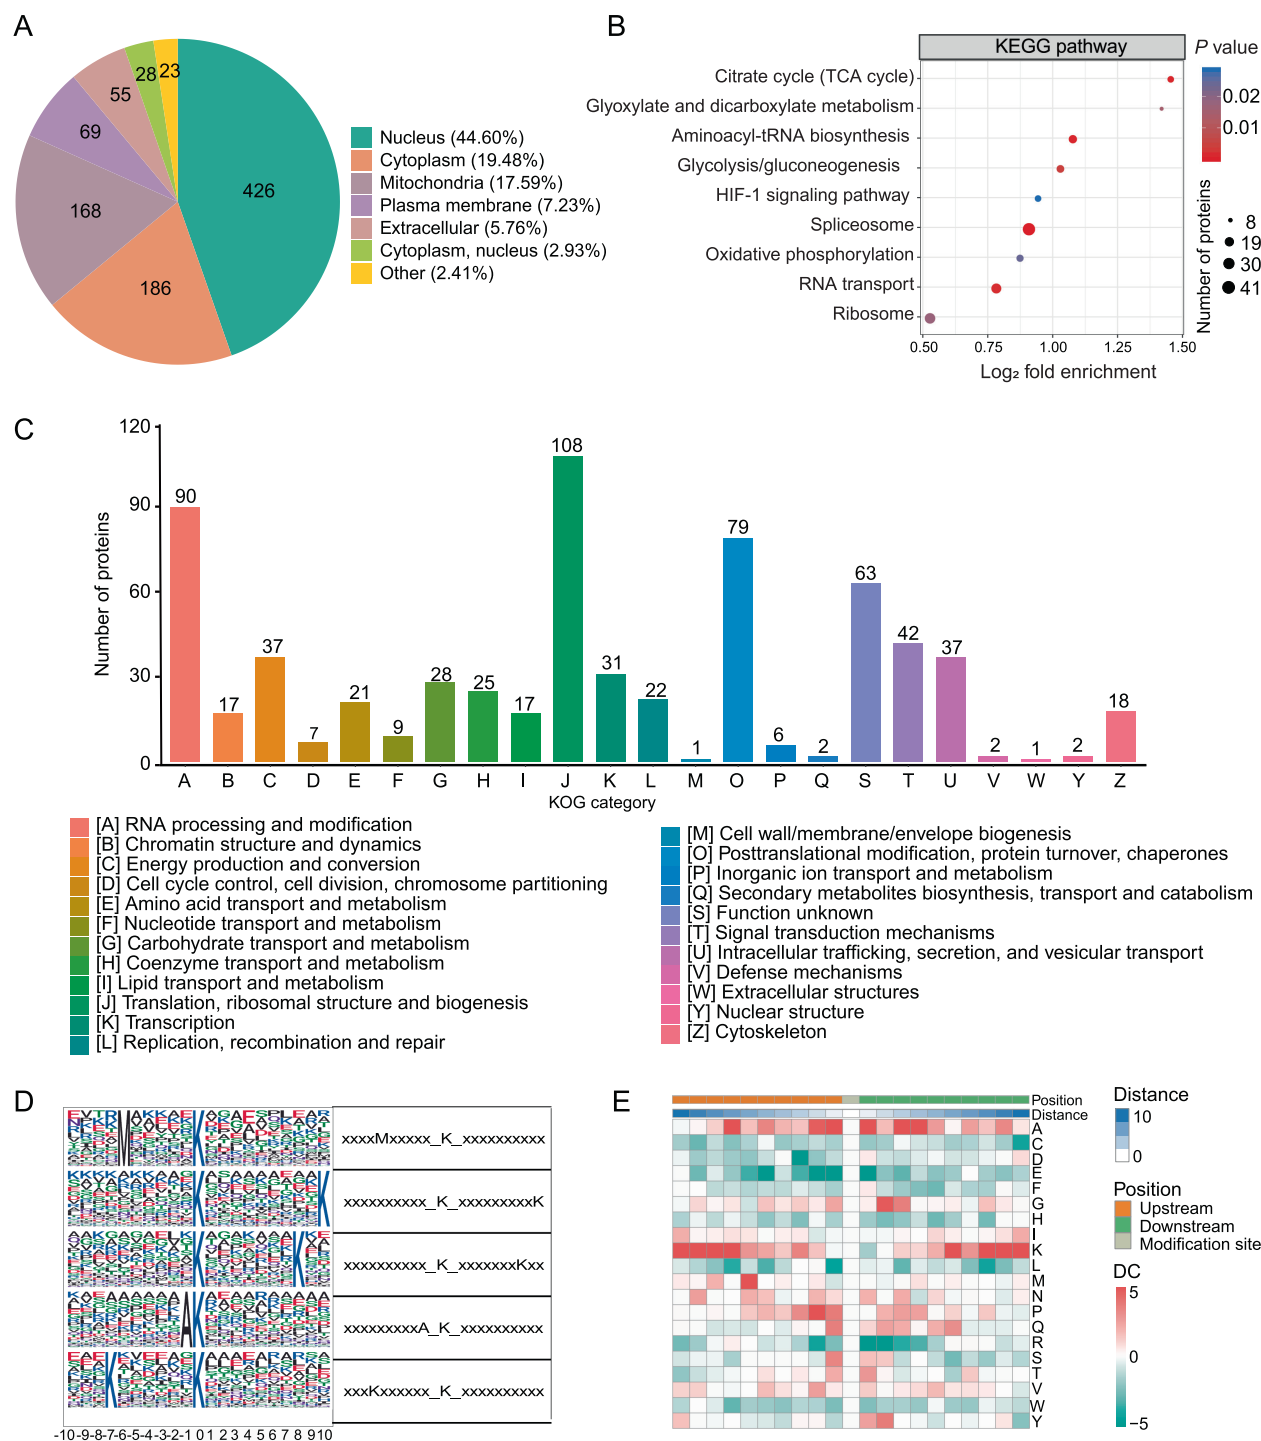 A
426
186
168
69
55
28
23
Nucleus (44.60%)
Cytoplasm (19.48%)
Mitochondria (17.59%)
Plasma membrane (7.23%)
Extracellular (5.76%)
Cytoplasm, nucleus (2.93%)
Other (2.41%)
B
KEGG pathway
Citrate cycle (TCA cycle)
Glyoxylate and dicarboxylate metabolism
Aminoacyl-tRNA biosynthesis
Glycolysis/gluconeogenesis
HIF-1 signaling pathway
Spliceosome
Oxidative phosphorylation
RNA transport
Ribosome
0.50 0.75 1.00 1.25 1.50
Log₂ fold enrichment
P value
0.02
0.01
Number of proteins
8
19
30
41
C
Number of proteins
120
90
60
30
0
90 17 37 7 21 9 28 25 17 108 31 22 1 79 6 2 63 42 37 2 1 2 18
A B C D E F G H I J K L M O P Q S T U V W Y Z
KOG category
[A] RNA processing and modification
[B] Chromatin structure and dynamics
[C] Energy production and conversion
[D] Cell cycle control, cell division, chromosome partitioning
[E] Amino acid transport and metabolism
[F] Nucleotide transport and metabolism
[G] Carbohydrate transport and metabolism
[H] Coenzyme transport and metabolism
[I] Lipid transport and metabolism
[J] Translation, ribosomal structure and biogenesis
[K] Transcription
[L] Replication, recombination and repair
[M] Cell wall/membrane/envelope biogenesis
[O] Posttranslational modification, protein turnover, chaperones
[P] Inorganic ion transport and metabolism
[Q] Secondary metabolites biosynthesis, transport and catabolism
[S] Function unknown
[T] Signal transduction mechanisms
[U] Intracellular trafficking, secretion, and vesicular transport
[V] Defense mechanisms
[W] Extracellular structures
[Y] Nuclear structure
[Z] Cytoskeleton
D
xxxxMxxxxx_K_xxxxxxxxxx
xxxxxxxxxx_K_xxxxxxxxxK
xxxxxxxxxx_K_xxxxxxxKxx
xxxxxxxxxA_K_xxxxxxxxxx
xxxKxxxxxx_K_xxxxxxxxxx
-10-9-8-7-6-5-4-3-2-1 0 1 2 3 4 5 6 7 8 910
E
Position
Distance
A
C
D
E
F
G
H
I
K
L
M
N
P
Q
R
S
T
V
W
Y
Distance
10
0
Position
Upstream
Downstream
Modification site
DC
5
0
−5